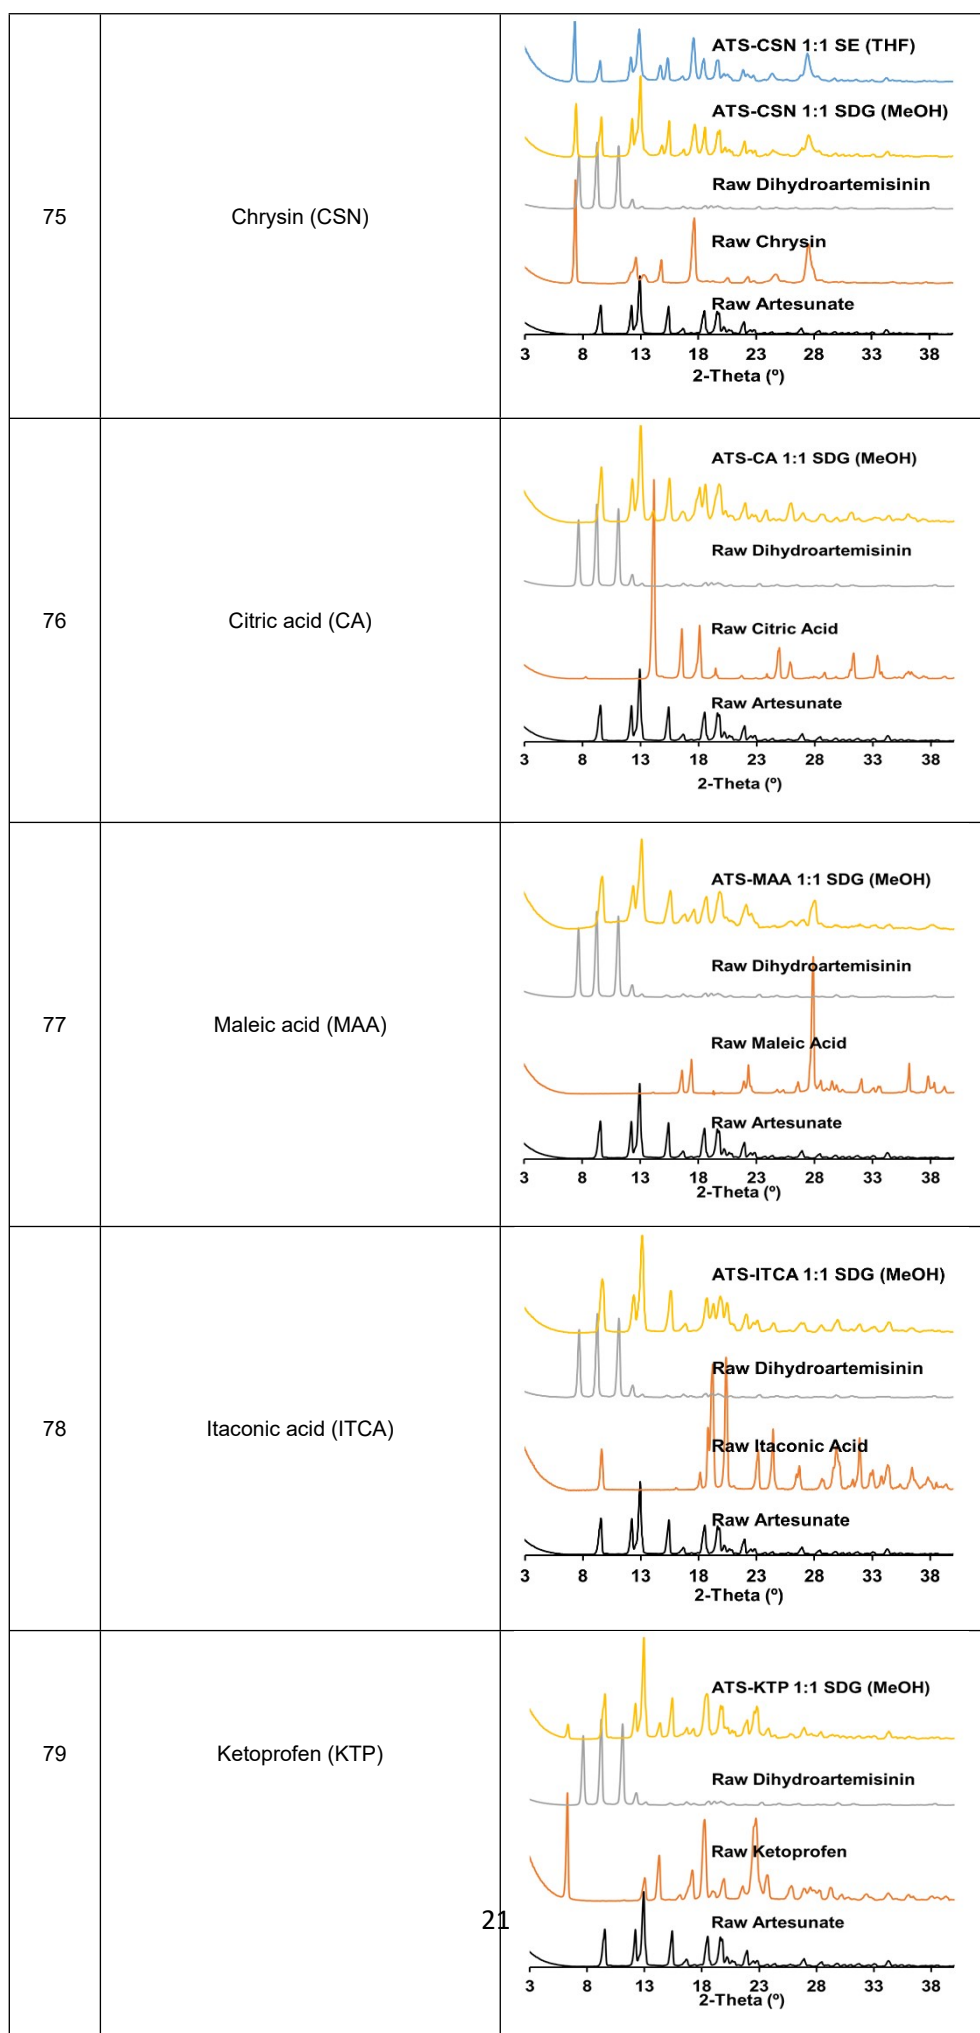 75
Chrysin (CSN)
ATS-CSN 1:1 SE (THF)
ATS-CSN 1:1 SDG (MeOH)
Raw Dihydroartemisinin
Raw Chrysin
Raw Artesunate
3 8 13 18 23 28 33 38
2-Theta (º)
76
Citric acid (CA)
ATS-CA 1:1 SDG (MeOH)
Raw Dihydroartemisinin
Raw Citric Acid
Raw Artesunate
3 8 13 18 23 28 33 38
2-Theta (º)
77
Maleic acid (MAA)
ATS-MAA 1:1 SDG (MeOH)
Raw Dihydroartemisinin
Raw Maleic Acid
Raw Artesunate
3 8 13 18 23 28 33 38
2-Theta (º)
78
Itaconic acid (ITCA)
ATS-ITCA 1:1 SDG (MeOH)
Raw Dihydroartemisinin
Raw Itaconic Acid
Raw Artesunate
3 8 13 18 23 28 33 38
2-Theta (º)
79
Ketoprofen (KTP)
ATS-KTP 1:1 SDG (MeOH)
Raw Dihydroartemisinin
Raw Ketoprofen
Raw Artesunate
3 8 13 18 23 28 33 38
2-Theta (º)
21